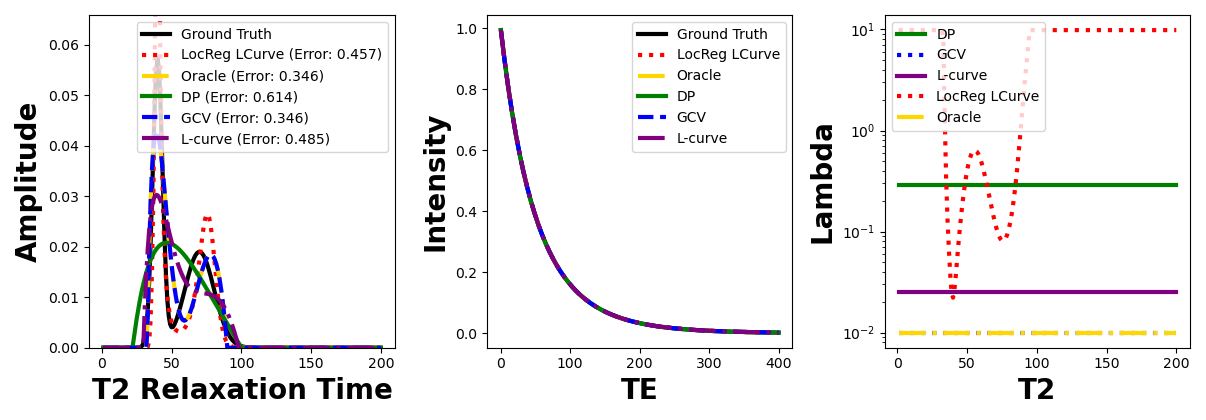 Amplitude
0.06
0.05
0.04
0.03
0.02
0.01
0.00
0 50 100 150 200
T2 Relaxation Time
Ground Truth
LocReg LCurve (Error: 0.457)
Oracle (Error: 0.346)
DP (Error: 0.614)
GCV (Error: 0.346)
L-curve (Error: 0.485)
Intensity
1.0
0.8
0.6
0.4
0.2
0.0
0 100 200 300 400
TE
Ground Truth
LocReg LCurve
Oracle
DP
GCV
L-curve
Lambda
10¹
10⁰
10⁻¹
10⁻²
0 50 100 150 200
T2
DP
GCV
L-curve
LocReg LCurve
Oracle